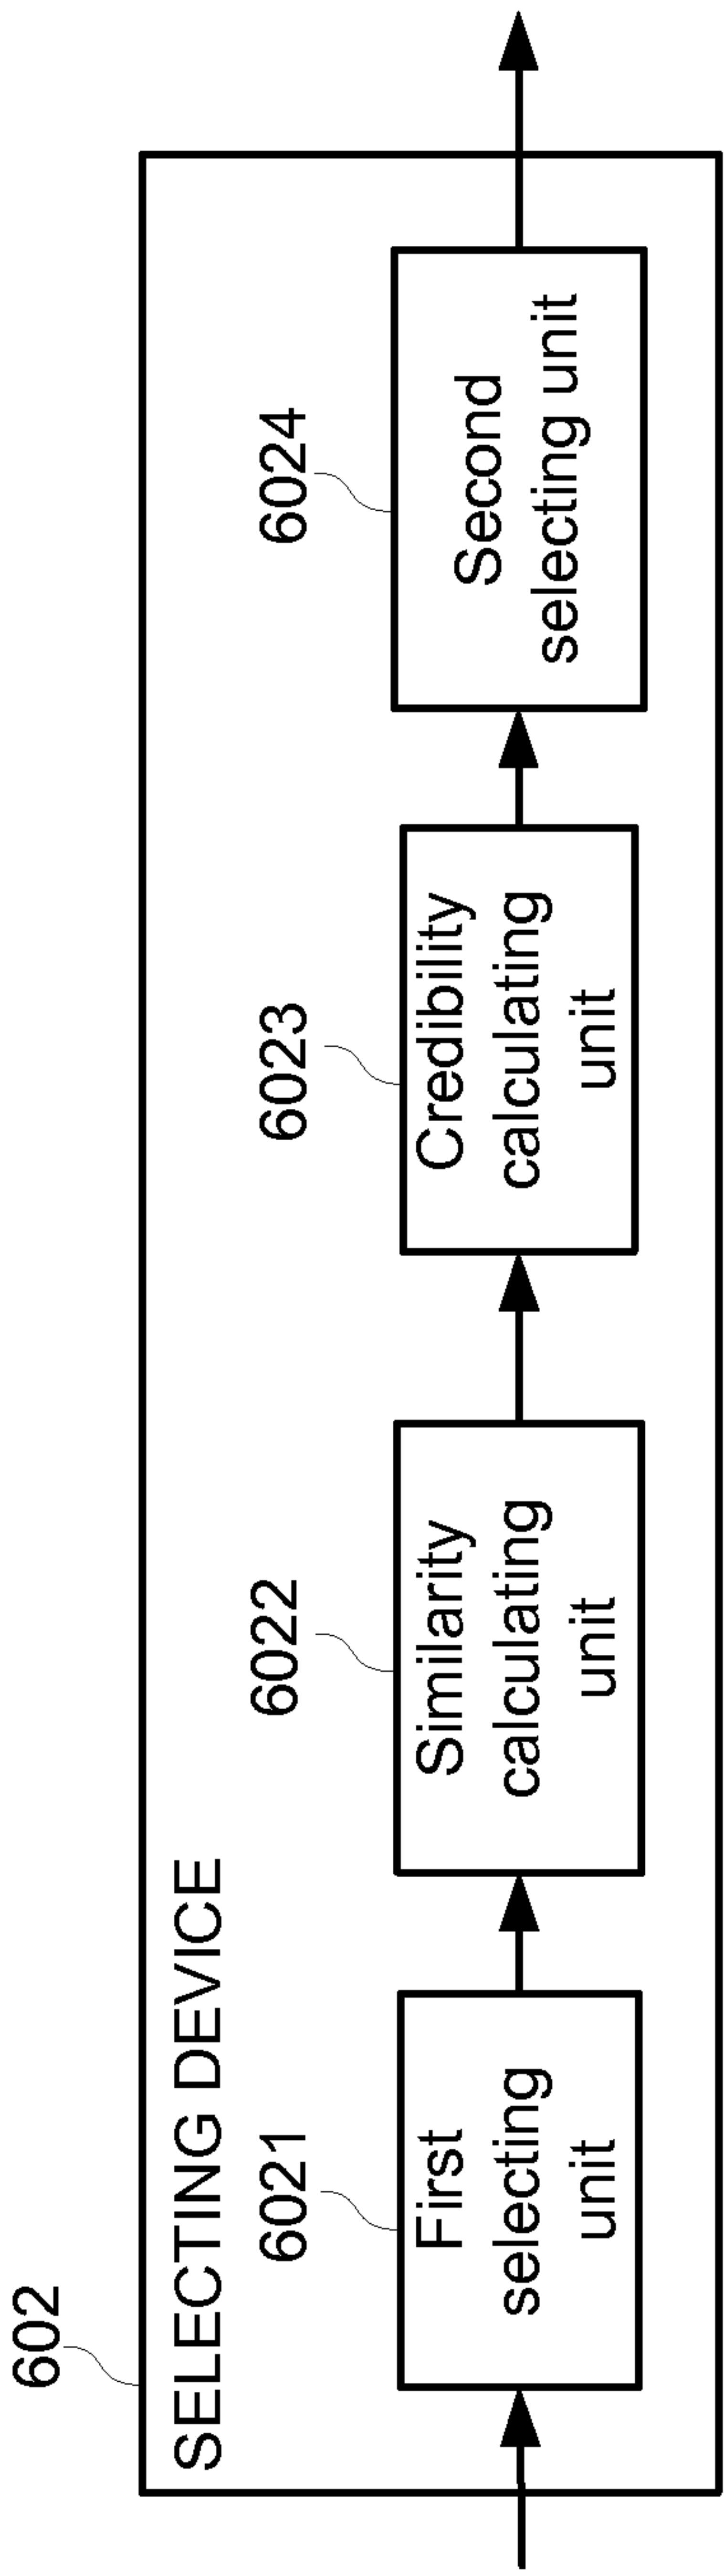 602
SELECTING DEVICE
6021
First
selecting
unit
6022
Similarity
calculating
unit
6023
Credibility
calculating
unit
6024
Second
selecting unit